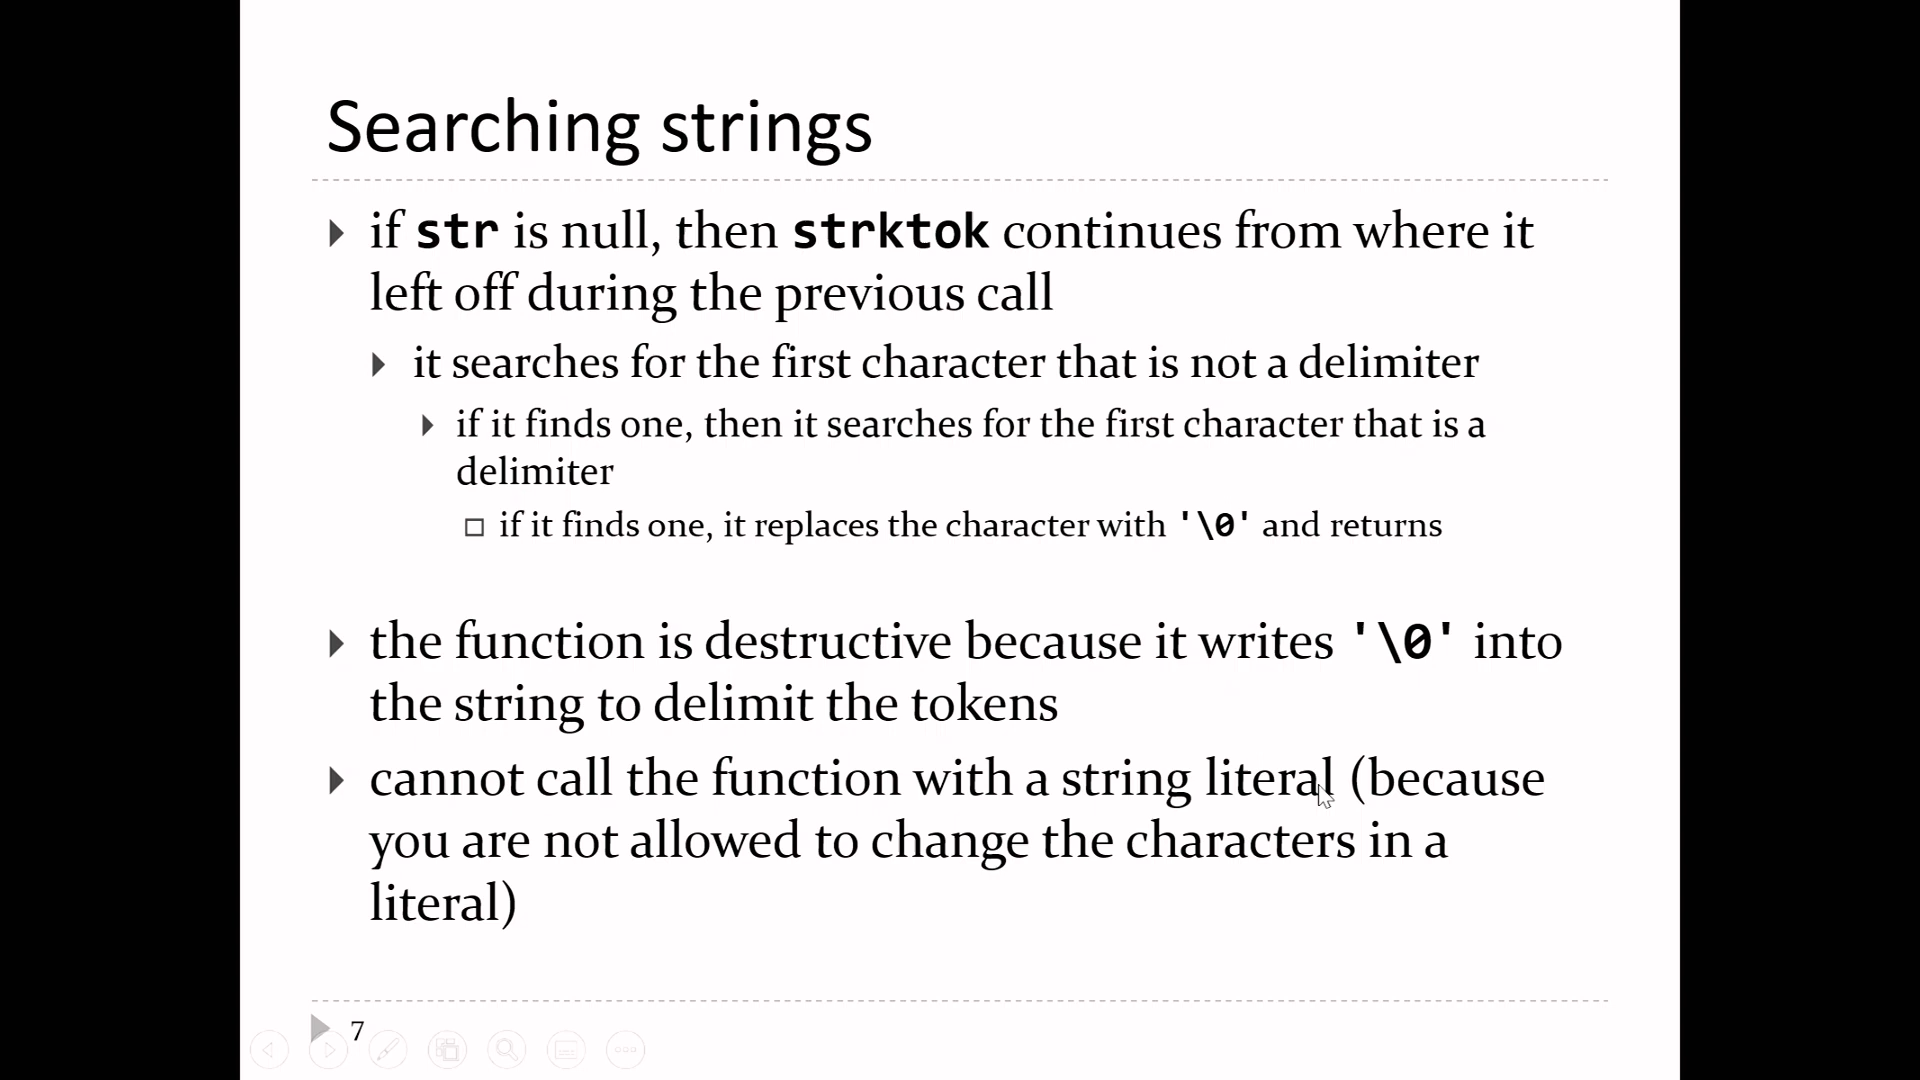 Searching strings
if str is null, then strktok continues from where it
left off during the previous call
it searches for the first character that is not a delimiter
if it finds one, then it searches for the first character that is a
delimiter
if it finds one, it replaces the character with '\0' and returns
the function is destructive because it writes '\0' into
the string to delimit the tokens
cannot call the function with a string literal (because
you are not allowed to change the characters in a
literal)
7